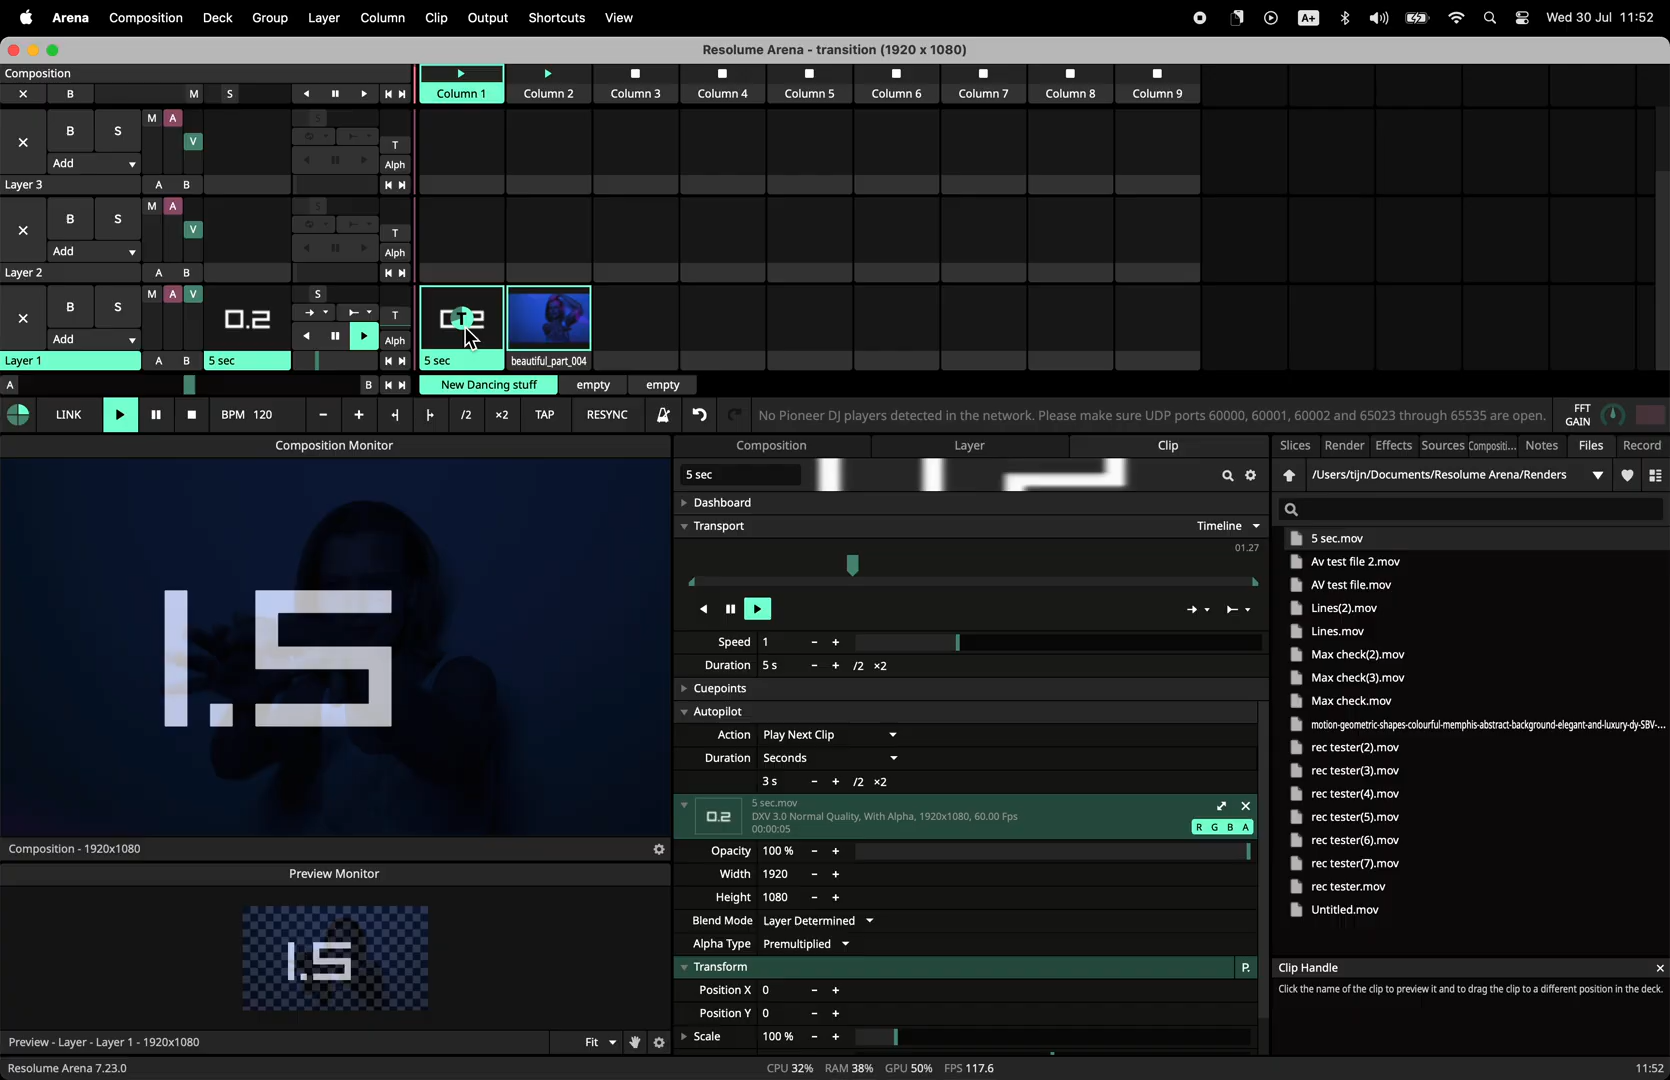 Arena Composition Deck Group Layer Column Clip Output Shortcuts View A+ Wed 30 Jul 11:52
Resolume Arena - transition (1920 x 1080)
Composition
X B M S Column 1 Column 2 Column 3 Column 4 Column 5 Column 6 Column 7 Column 8 Column 9
X B S M A V S T
Add Alph
Layer 3 A B
X B S M A V S T
Add Alph
Layer 2 A B
X B S M A V 0.2 S T T
Add Alph
Layer 1 A B 5 sec 5 sec beautiful_part_004
A B New Dancing stuff empty empty
LINK BPM 120 - + /2 ×2 TAP RESYNC No Pioneer DJ players detected in the network. Please make sure UDP ports 60000, 60001, 60002 and 65023 through 65535 are open. FFT GAIN
Composition Monitor
1.5
Composition - 1920x1080
Preview Monitor
1.5
Preview - Layer - Layer 1 - 1920x1080 Fit
Composition Layer Clip
5 sec
Dashboard
Transport Timeline
01.27
Speed 1 - +
Duration 5 s - + /2 ×2
Cuepoints
Autopilot
Action Play Next Clip
Duration Seconds
3 s - + /2 ×2
0.2
5 sec.mov
DXV 3.0 Normal Quality, With Alpha, 1920x1080, 60.00 Fps
00:00:05
R G B A
Opacity 100 % - +
Width 1920 - +
Height 1080 - +
Blend Mode Layer Determined
Alpha Type Premultiplied
Transform P.
Position X 0 - +
Position Y 0 - +
Scale 100 % - +
Slices Render Effects Sources Compositi... Notes Files Record
/Users/tijn/Documents/Resolume Arena/Renders
5 sec.mov
Av test file 2.mov
AV test file.mov
Lines(2).mov
Lines.mov
Max check(2).mov
Max check(3).mov
Max check.mov
motion-geometric-shapes-colourful-memphis-abstract-background-elegant-and-luxury-dy-SBV-...
rec tester(2).mov
rec tester(3).mov
rec tester(4).mov
rec tester(5).mov
rec tester(6).mov
rec tester(7).mov
rec tester.mov
Untitled.mov
Clip Handle
Click the name of the clip to preview it and to drag the clip to a different position in the deck.
Resolume Arena 7.23.0 CPU 32% RAM 38% GPU 50% FPS 117.6 11:52